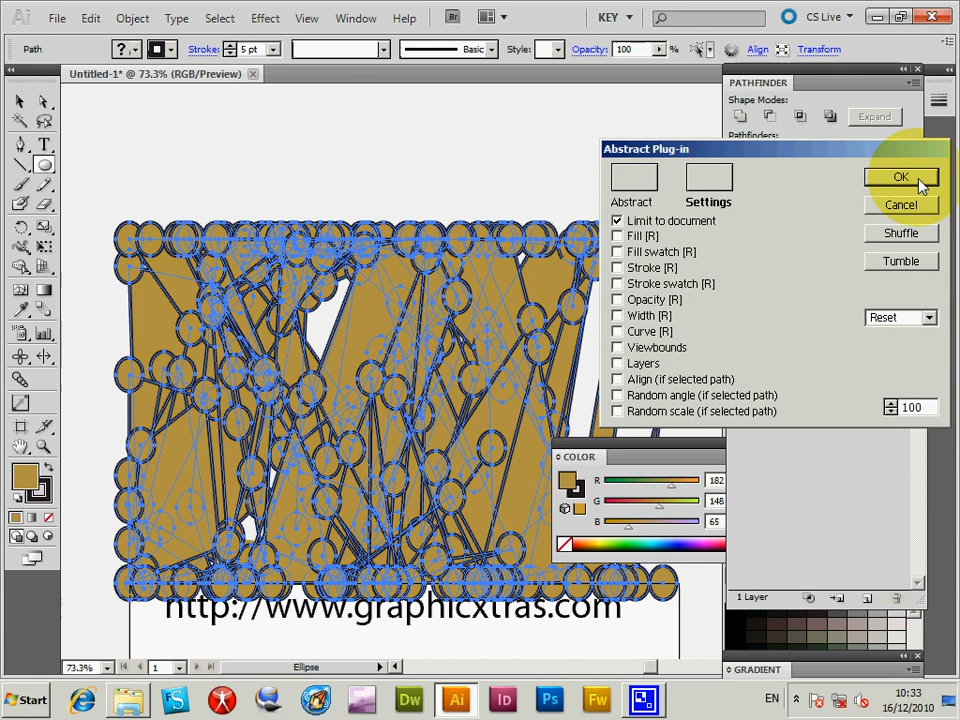 Ai File Edit Object Type Select Effect View Window Help Br KEY CS Live
Path ? Stroke: 5 pt Basic Style: Opacity: 100 % Align Transform
Untitled-1* @ 73.3% (RGB/Preview)
PATHFINDER
Shape Modes:
Expand
Pathfinders:
Abstract Plug-in
OK
Abstract Settings
Cancel
Limit to document
Shuffle
Fill [R]
Fill swatch [R]
Tumble
Stroke [R]
Stroke swatch [R]
Opacity [R]
Width [R]
Reset
Curve [R]
Viewbounds
Layers
Align (if selected path)
Random angle (if selected path)
100
Random scale (if selected path)
COLOR
R 182
G 148
B 65
T
http://www.graphicxtras.com
1 Layer
73.3% 1 Ellipse
GRADIENT
Start FS Dw Ai Id Ps Fw EN 10:33
16/12/2010